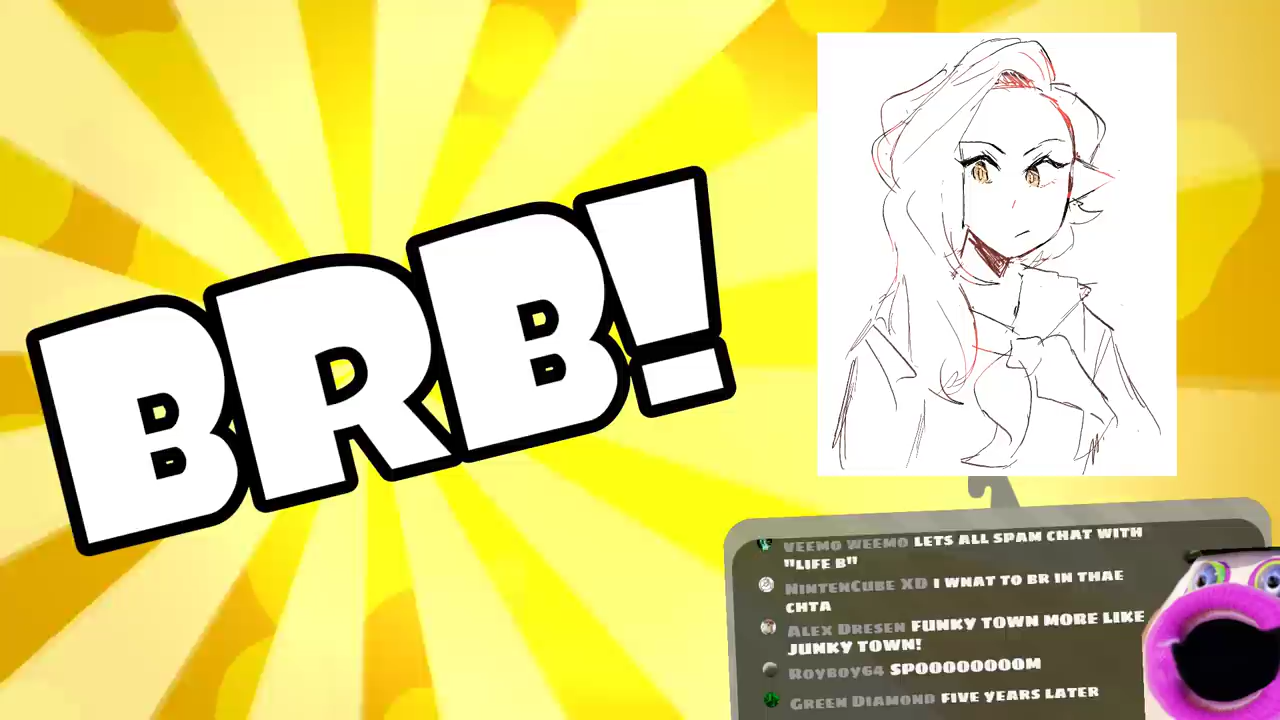 BRB!
VEEMO WEEMO LETS ALL SPAM CHAT WITH
"LIFE B"
NINTENCUBE XD I WNAT TO BR IN THAE
CHTA
ALEX DRESEN FUNKY TOWN MORE LIKE
JUNKY TOWN!
ROYBOY64 SPOOOOOOOOM
GREEN DIAMOND FIVE YEARS LATER